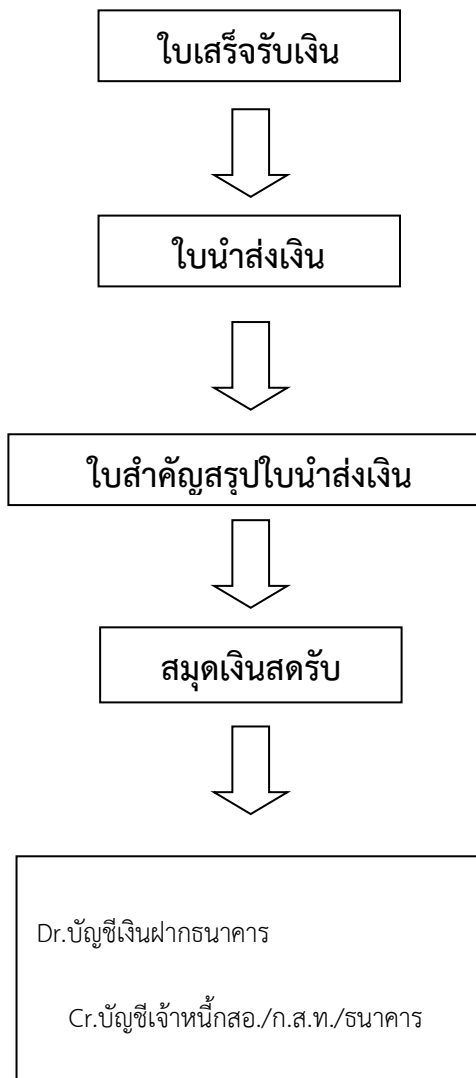 ใบเสร็จรับเงิน
ใบนำส่งเงิน
ใบสำคัญสรุปใบนำส่งเงิน
สมุดเงินสดรับ
Dr.บัญชีเงินฝากธนาคาร
Cr.บัญชีเจ้าหนี้กสอ./ก.ส.ท./ธนาคาร